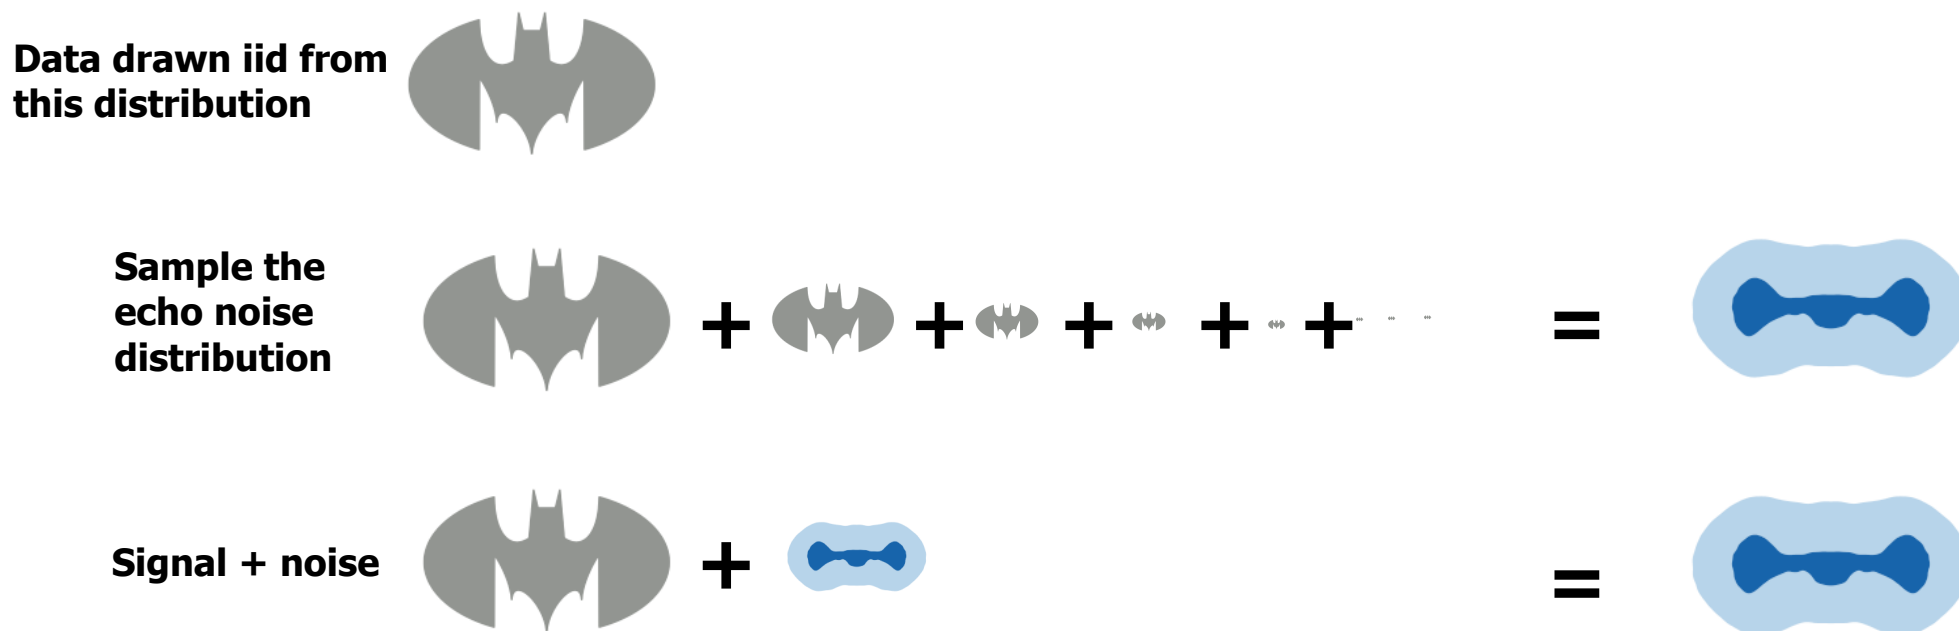 Data drawn iid from
this distribution
Sample the
echo noise
distribution
+ + + + + =
Signal + noise
+ =